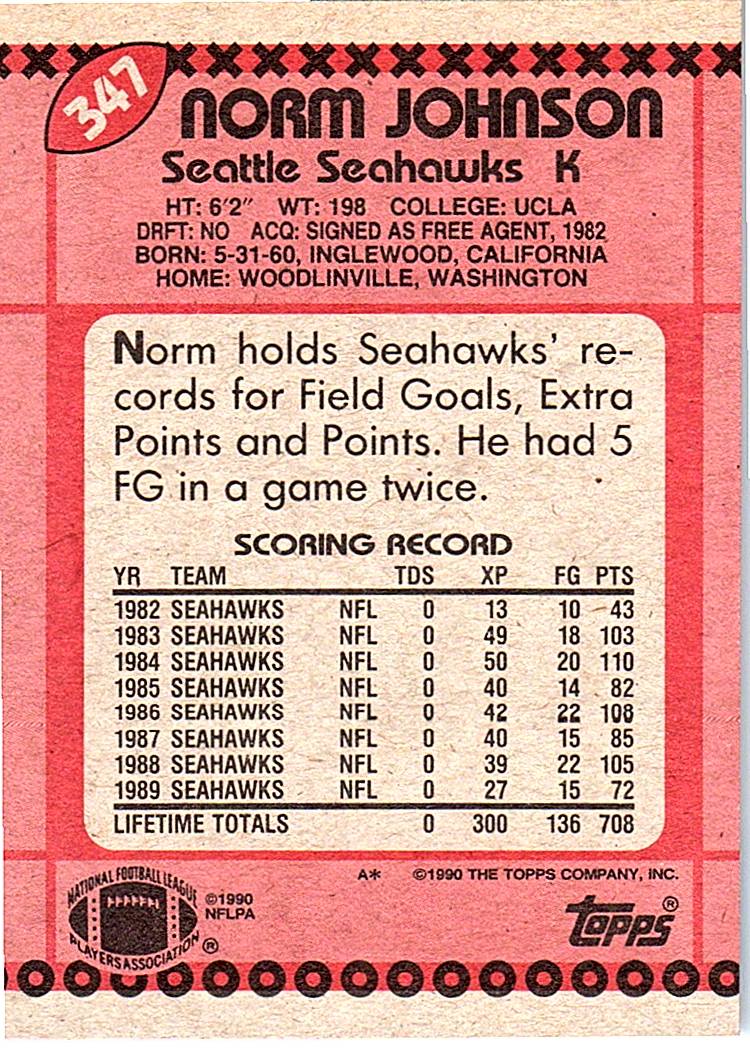 347
NORM JOHNSON
Seattle Seahawks K
HT: 6'2" WT: 198 COLLEGE: UCLA
DRFT: NO ACQ: SIGNED AS FREE AGENT, 1982
BORN: 5-31-60, INGLEWOOD, CALIFORNIA
HOME: WOODLINVILLE, WASHINGTON
Norm holds Seahawks' re-
cords for Field Goals, Extra
Points and Points. He had 5
FG in a game twice.
SCORING RECORD
YR TEAM TDS XP FG PTS
1982 SEAHAWKS NFL 0 13 10 43
1983 SEAHAWKS NFL 0 49 18 103
1984 SEAHAWKS NFL 0 50 20 110
1985 SEAHAWKS NFL 0 40 14 82
1986 SEAHAWKS NFL 0 42 22 108
1987 SEAHAWKS NFL 0 40 15 85
1988 SEAHAWKS NFL 0 39 22 105
1989 SEAHAWKS NFL 0 27 15 72
LIFETIME TOTALS 0 300 136 708
A* ©1990 THE TOPPS COMPANY, INC.
NATIONAL FOOTBALL LEAGUE
PLAYERS ASSOCIATION ®
©1990
NFLPA
topps ®